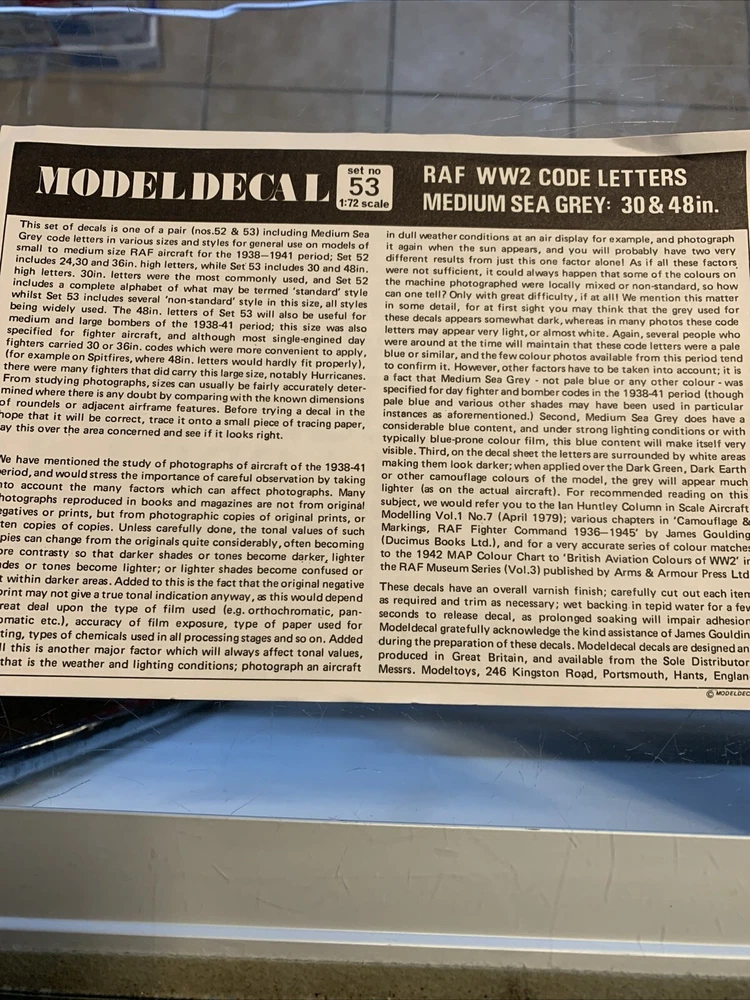 MODELDECAL
set no
53
1:72 scale
RAF WW2 CODE LETTERS
MEDIUM SEA GREY: 30 & 48 in.
This set of decals is one of a pair (nos.52 & 53) including Medium Sea
Grey code letters in various sizes and styles for general use on models of
small to medium size RAF aircraft for the 1938—1941 period; Set 52
includes 24,30 and 36in. high letters, while Set 53 includes 30 and 48in.
high letters. 30in. letters were the most commonly used, and Set 52
includes a complete alphabet of what may be termed 'standard' style
whilst Set 53 includes several 'non-standard' style in this size, all styles
being widely used. The 48in. letters of Set 53 will also be useful for
medium and large bombers of the 1938-41 period; this size was also
specified for fighter aircraft, and although most single-engined day
fighters carried 30 or 36in. codes which were more convenient to apply,
(for example on Spitfires, where 48in. letters would hardly fit properly),
there were many fighters that did carry this large size, notably Hurricanes.
From studying photographs, sizes can usually be fairly accurately deter-
mined where there is any doubt by comparing with the known dimensions
of roundels or adjacent airframe features. Before trying a decal in the
hope that it will be correct, trace it onto a small piece of tracing paper,
ay this over the area concerned and see if it looks right.
We have mentioned the study of photographs of aircraft of the 1938-41
eriod, and would stress the importance of careful observation by taking
nto account the many factors which can affect photographs. Many
hotographs reproduced in books and magazines are not from original
egatives or prints, but from photographic copies of original prints, or
ten copies of copies. Unless carefully done, the tonal values of such
pies can change from the originals quite considerably, often becoming
ore contrasty so that darker shades or tones become darker, lighter
ades or tones become lighter; or lighter shades become confused or
t within darker areas. Added to this is the fact that the original negative
print may not give a true tonal indication anyway, as this would depend
reat deal upon the type of film used (e.g. orthochromatic, pan-
omatic etc.), accuracy of film exposure, type of paper used for
ting, types of chemicals used in all processing stages and so on. Added
ll this is another major factor which will always affect tonal values,
that is the weather and lighting conditions; photograph an aircraft
in dull weather conditions at an air display for example, and photograph
it again when the sun appears, and you will probably have two very
different results from just this one factor alone! As if all these factors
were not sufficient, it could always happen that some of the colours on
the machine photographed were locally mixed or non-standard, so how
can one tell? Only with great difficulty, if at all! We mention this matter
in some detail, for at first sight you may think that the grey used for
these decals appears somewhat dark, whereas in many photos these code
letters may appear very light, or almost white. Again, several people who
were around at the time will maintain that these code letters were a pale
blue or similar, and the few colour photos available from this period tend
to confirm it. However, other factors have to be taken into account; it is
a fact that Medium Sea Grey - not pale blue or any other colour - was
specified for day fighter and bomber codes in the 1938-41 period (though
pale blue and various other shades may have been used in particular
instances as aforementioned.) Second, Medium Sea Grey does have a
considerable blue content, and under strong lighting conditions or with
typically blue-prone colour film, this blue content will make itself very
visible. Third, on the decal sheet the letters are surrounded by white areas
making them look darker; when applied over the Dark Green, Dark Earth
or other camouflage colours of the model, the grey will appear much
lighter (as on the actual aircraft). For recommended reading on this
subject, we would refer you to the Ian Huntley Column in Scale Aircraft
Modelling Vol.1 No.7 (April 1979); various chapters in 'Camouflage &
Markings, RAF Fighter Command 1936—1945' by James Goulding
(Ducimus Books Ltd.), and for a very accurate series of colour matches
to the 1942 MAP Colour Chart to 'British Aviation Colours of WW2' in
the RAF Museum Series (Vol.3) published by Arms & Armour Press Ltd
These decals have an overall varnish finish; carefully cut out each item
as required and trim as necessary; wet backing in tepid water for a few
seconds to release decal, as prolonged soaking will impair adhesion
Modeldecal gratefully acknowledge the kind assistance of James Gouldin
during the preparation of these decals. Modeldecal decals are designed an
produced in Great Britain, and available from the Sole Distributor
Messrs. Modeltoys, 246 Kingston Road, Portsmouth, Hants, Englan
© MODELDEC